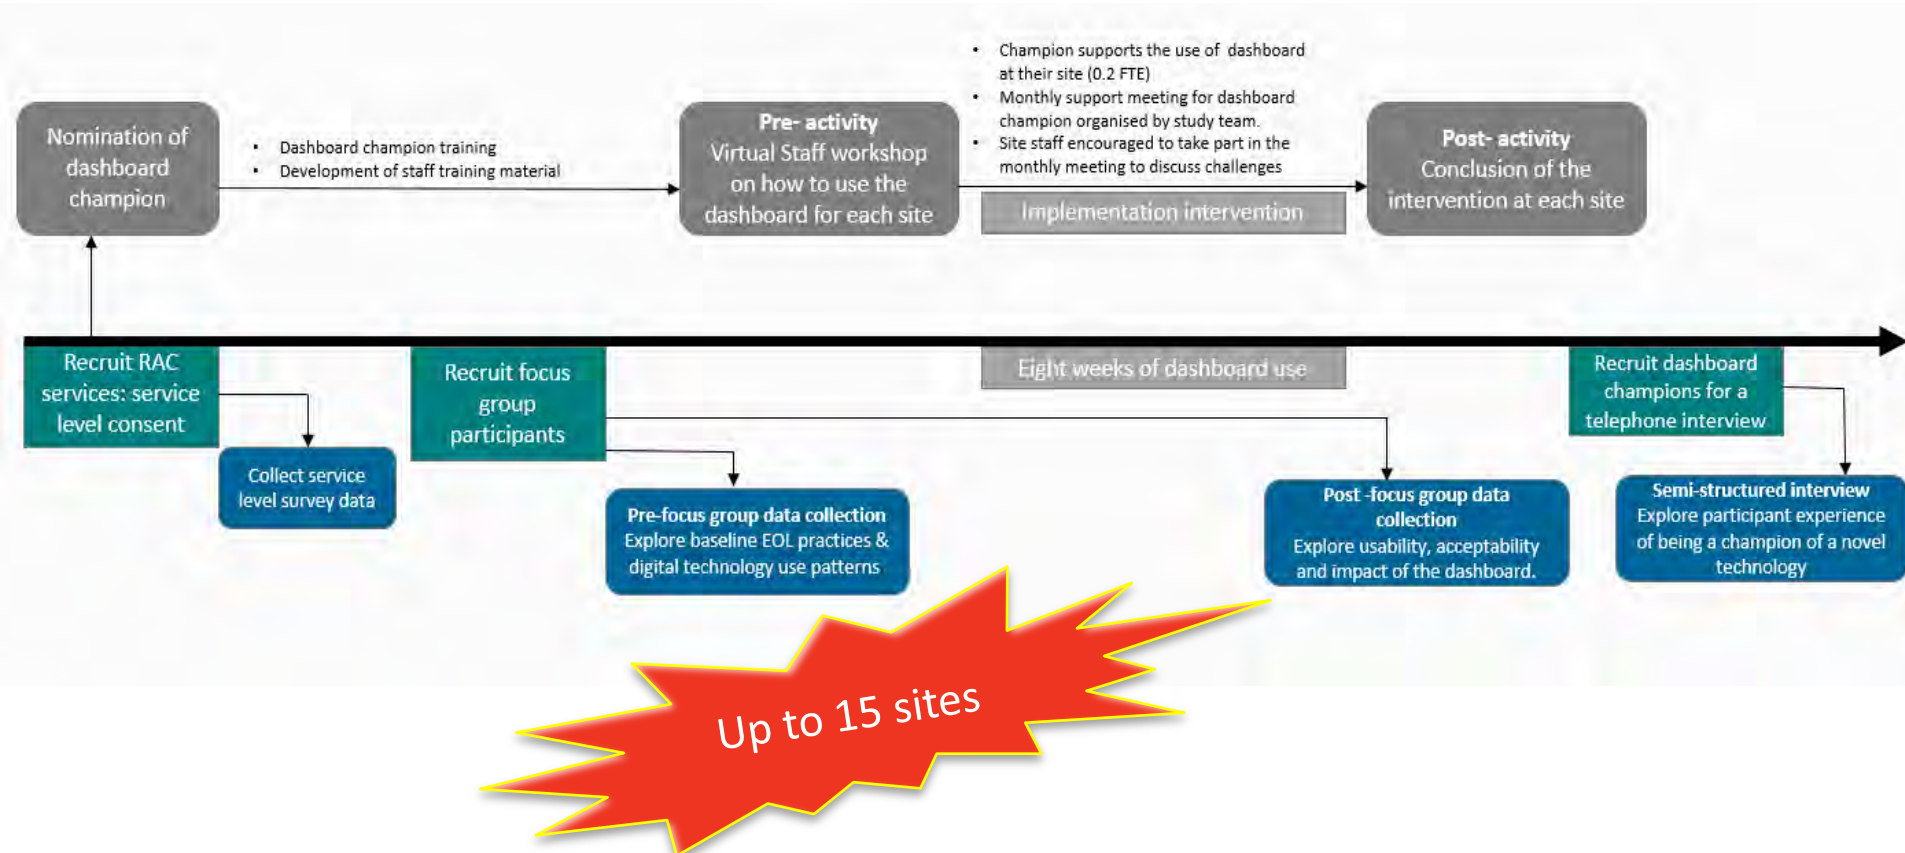 Nomination of
dashboard
champion
• Dashboard champion training
• Development of staff training material
Pre- activity
Virtual Staff workshop
on how to use the
dashboard for each site
• Champion supports the use of dashboard
at their site (0.2 FTE)
• Monthly support meeting for dashboard
champion organised by study team.
• Site staff encouraged to take part in the
monthly meeting to discuss challenges
Implementation intervention
Post- activity
Conclusion of the
intervention at each site
Recruit RAC
services: service
level consent
Collect service
level survey data
Recruit focus
group
participants
Pre-focus group data collection
Explore baseline EOL practices &
digital technology use patterns
Eight weeks of dashboard use
Post -focus group data
collection
Explore usability, acceptability
and impact of the dashboard.
Recruit dashboard
champions for a
telephone interview
Semi-structured interview
Explore participant experience
of being a champion of a novel
technology
Up to 15 sites